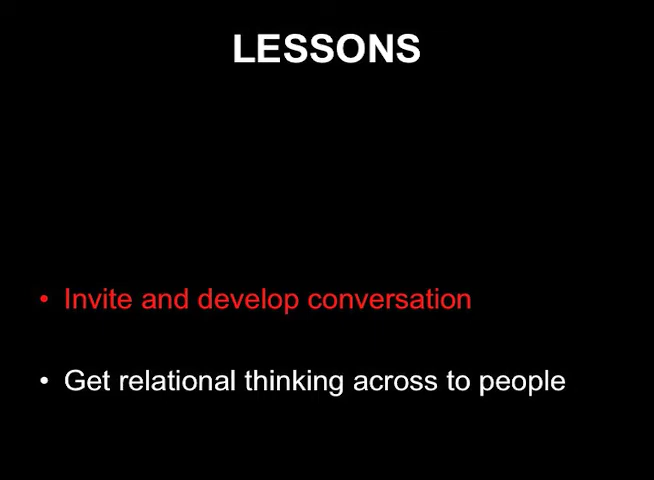 LESSONS
• Invite and develop conversation
• Get relational thinking across to people